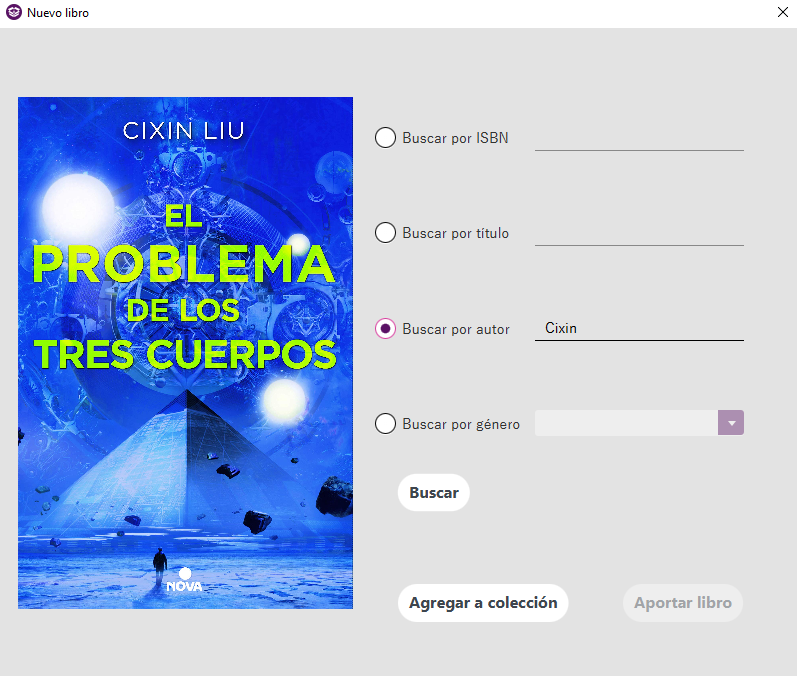 Nuevo libro
CIXIN LIU
EL
PROBLEMA
DE LOS
TRES CUERPOS
NOVA
Buscar por ISBN
Buscar por título
Buscar por autor
Cixin
Buscar por género
Buscar
Agregar a colección
Aportar libro